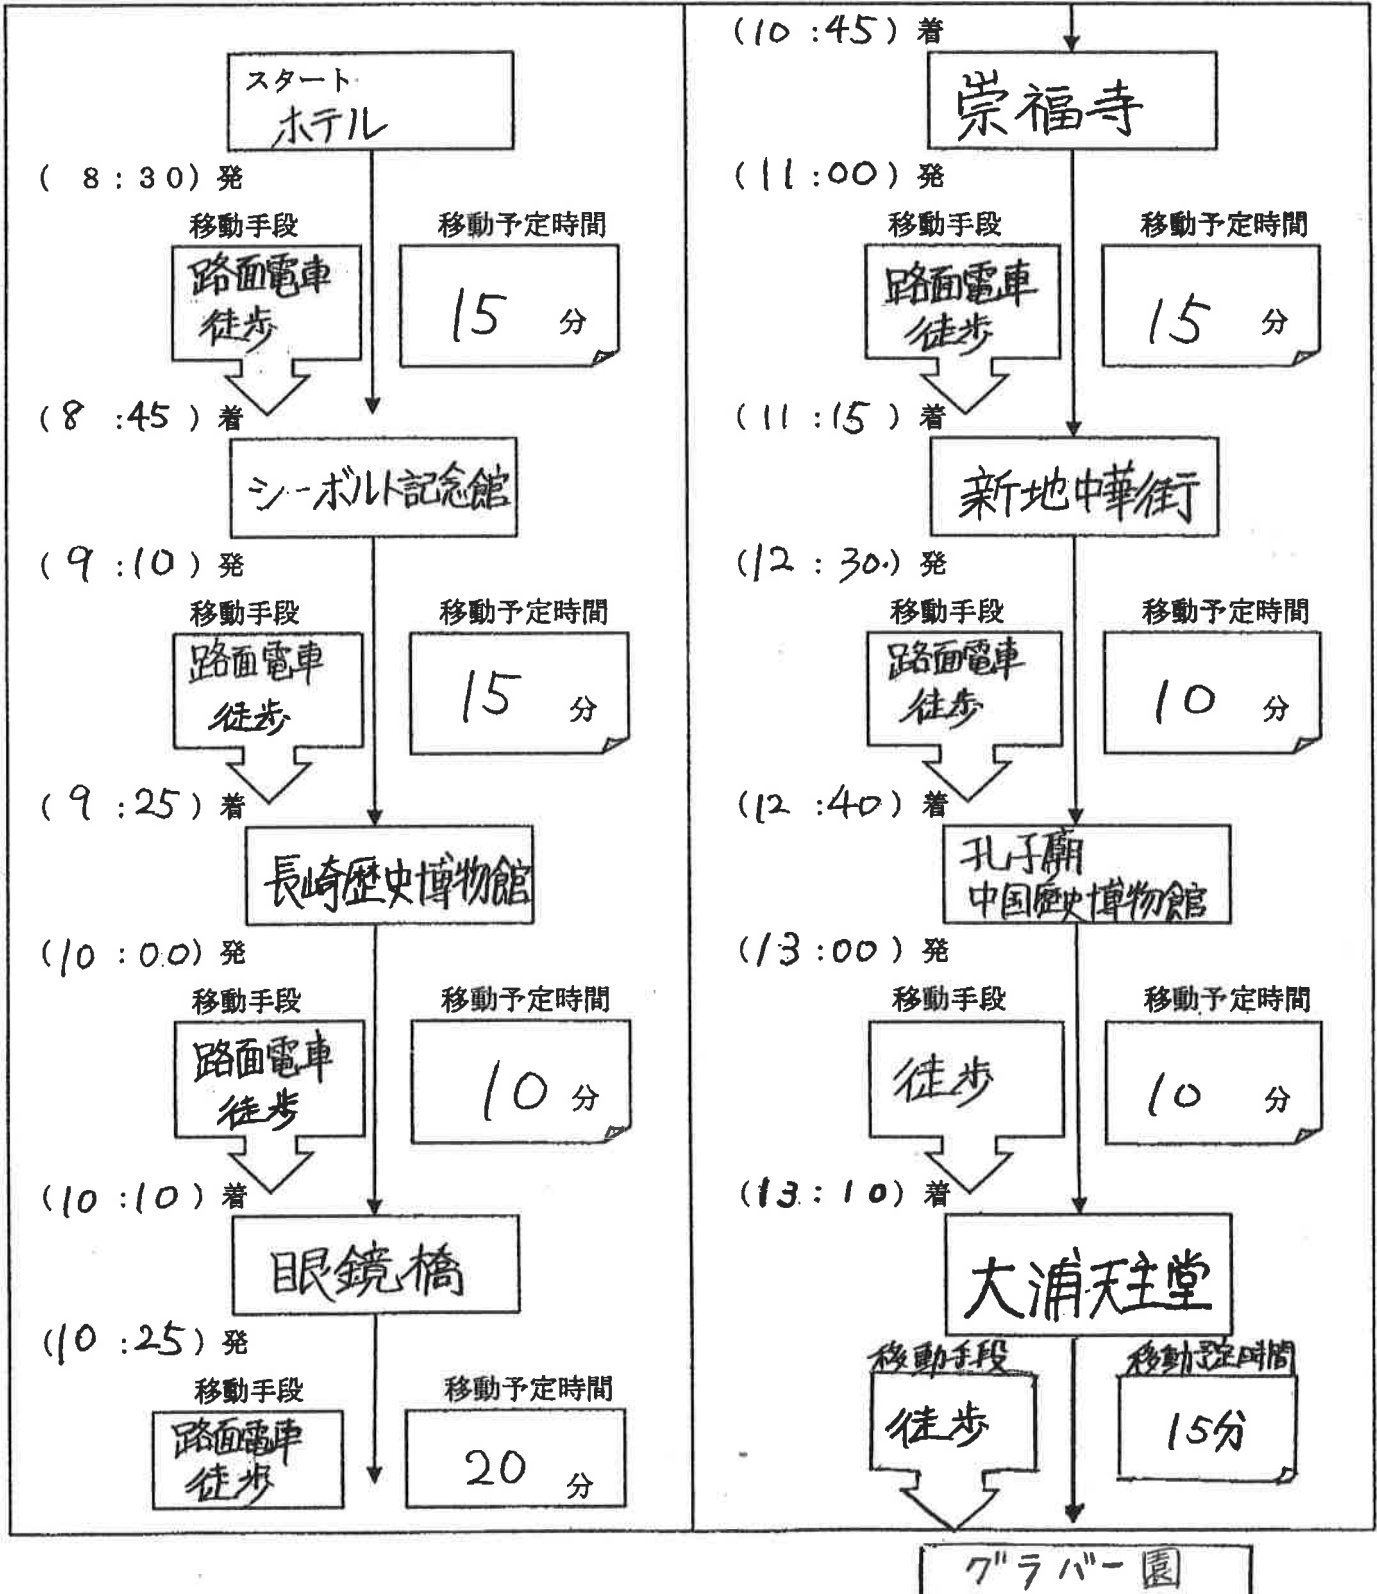 スタート
ホテル
( 8:30) 発
移動手段
移動予定時間
路面電車
徒歩
15 分
(8 :45 ) 着
シーボルト記念館
(9 :10 ) 発
移動手段
移動予定時間
路面電車
徒歩
15 分
(9 :25) 着
長崎歴史博物館
(10 :00) 発
移動手段
移動予定時間
路面電車
徒歩
10 分
(10 :10 ) 着
眼鏡橋
(10 :25) 発
移動手段
移動予定時間
路面電車
徒歩
20 分
(10 :45) 着
崇福寺
(11:00) 発
移動手段
移動予定時間
路面電車
徒歩
15 分
(11 :15 ) 着
新地中華街
(12 : 30.) 発
移動手段
移動予定時間
路面電車
徒歩
10 分
(12 :40) 着
孔子廟
中国歴史博物館
(13:00) 発
移動手段
移動予定時間
徒歩
10 分
(13:10) 着
大浦天主堂
移動手段
移動予定時間
徒歩
15分
グラバー園